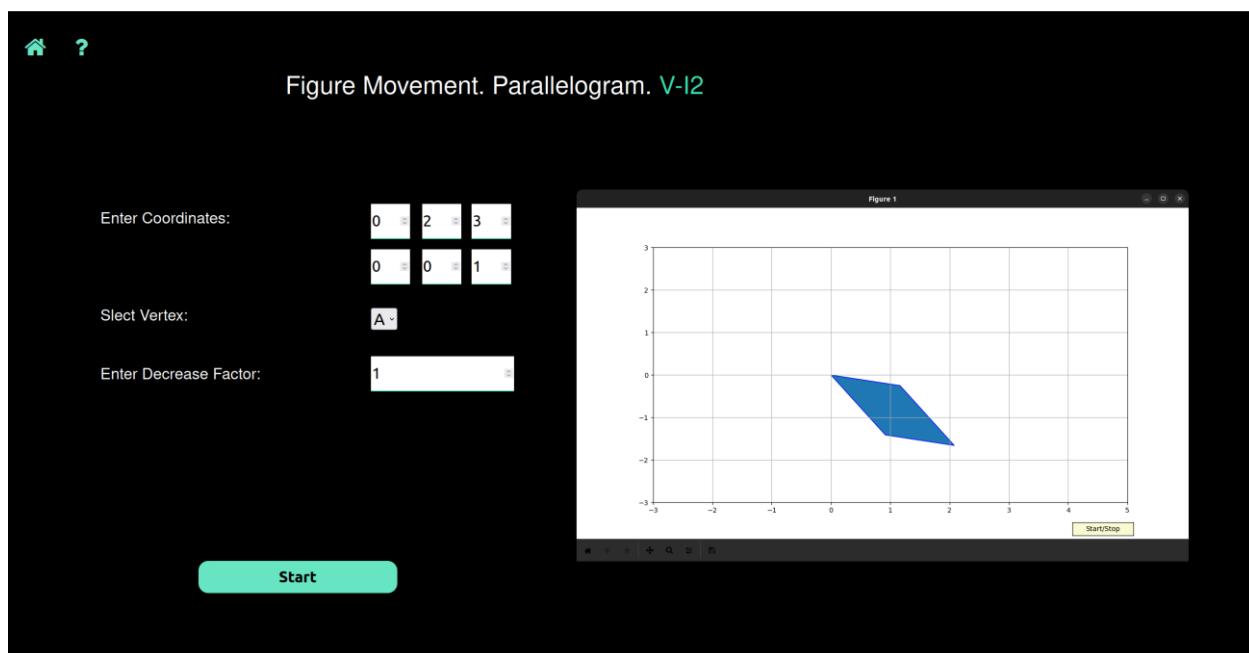 ?
Figure Movement. Parallelogram. V-I2
Figure 1
Enter Coordinates:
0 2 3
0 0 1
Slect Vertex:
A
Enter Decrease Factor:
1
3
2
1
0
−1
−2
−3
−3 −2 −1 0 1 2 3 4 5
Start/Stop
Start